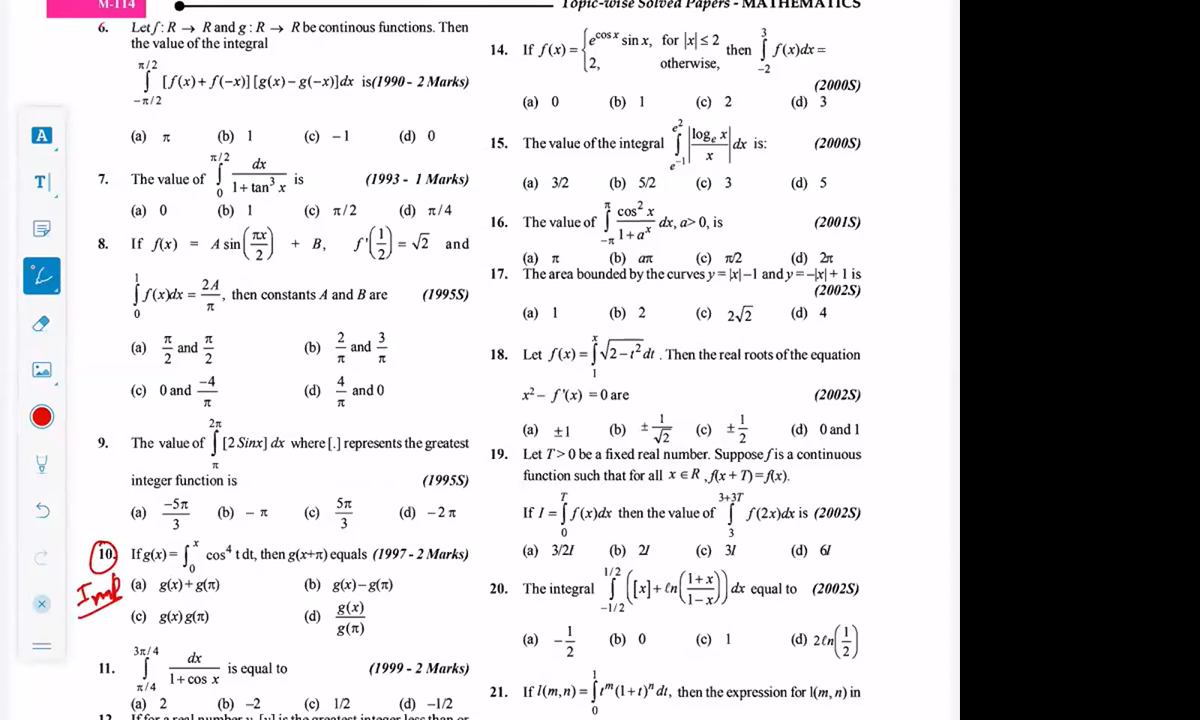 M-114
Topic-wise Solved Papers - MATHEMATICS
6. Let f : R → R and g : R → R be continous functions. Then
the value of the integral
∫_{-π/2}^{π/2} [f(x)+f(-x)][g(x)-g(-x)]dx is (1990 - 2 Marks)
(a) π (b) 1 (c) -1 (d) 0
7. The value of ∫_0^{π/2} dx/(1+tan³ x) is (1993 - 1 Marks)
(a) 0 (b) 1 (c) π/2 (d) π/4
8. If f(x) = A sin(πx/2) + B, f'(1/2) = √2 and
∫_0^1 f(x)dx = 2A/π, then constants A and B are (1995S)
(a) π/2 and π/2 (b) 2/π and 3/π
(c) 0 and -4/π (d) 4/π and 0
9. The value of ∫_π^{2π} [2 Sinx] dx where [.] represents the greatest
integer function is (1995S)
(a) -5π/3 (b) -π (c) 5π/3 (d) -2π
10. If g(x) = ∫_0^x cos⁴ t dt, then g(x+π) equals (1997 - 2 Marks)
Imp
(a) g(x)+g(π) (b) g(x)-g(π)
(c) g(x)g(π) (d) g(x)/g(π)
11. ∫_{π/4}^{3π/4} dx/(1+cos x) is equal to (1999 - 2 Marks)
(a) 2 (b) -2 (c) 1/2 (d) -1/2
14. If f(x) = {e^{cos x} sin x, for |x| ≤ 2
2, otherwise, then ∫_{-2}^3 f(x)dx =
(2000S)
(a) 0 (b) 1 (c) 2 (d) 3
15. The value of the integral ∫_{e^{-1}}^{e²} |log_e x / x| dx is: (2000S)
(a) 3/2 (b) 5/2 (c) 3 (d) 5
16. The value of ∫_{-π}^π cos² x/(1+a^x) dx, a > 0, is (2001S)
(a) π (b) aπ (c) π/2 (d) 2π
17. The area bounded by the curves y = |x| - 1 and y = -|x| + 1 is
(2002S)
(a) 1 (b) 2 (c) 2√2 (d) 4
18. Let f(x) = ∫_1^x √(2-t²) dt . Then the real roots of the equation
x² - f'(x) = 0 are (2002S)
(a) ±1 (b) ±1/√2 (c) ±1/2 (d) 0 and 1
19. Let T > 0 be a fixed real number. Suppose f is a continuous
function such that for all x ∈ R , f(x + T) = f(x).
If I = ∫_0^T f(x)dx then the value of ∫_3^{3+3T} f(2x)dx is (2002S)
(a) 3/2I (b) 2I (c) 3I (d) 6I
20. The integral ∫_{-1/2}^{1/2} ([x] + ℓn((1+x)/(1-x))) dx equal to (2002S)
(a) -1/2 (b) 0 (c) 1 (d) 2ℓn(1/2)
21. If l(m,n) = ∫_0^1 t^m (1+t)^n dt, then the expression for l(m, n) in
A
T